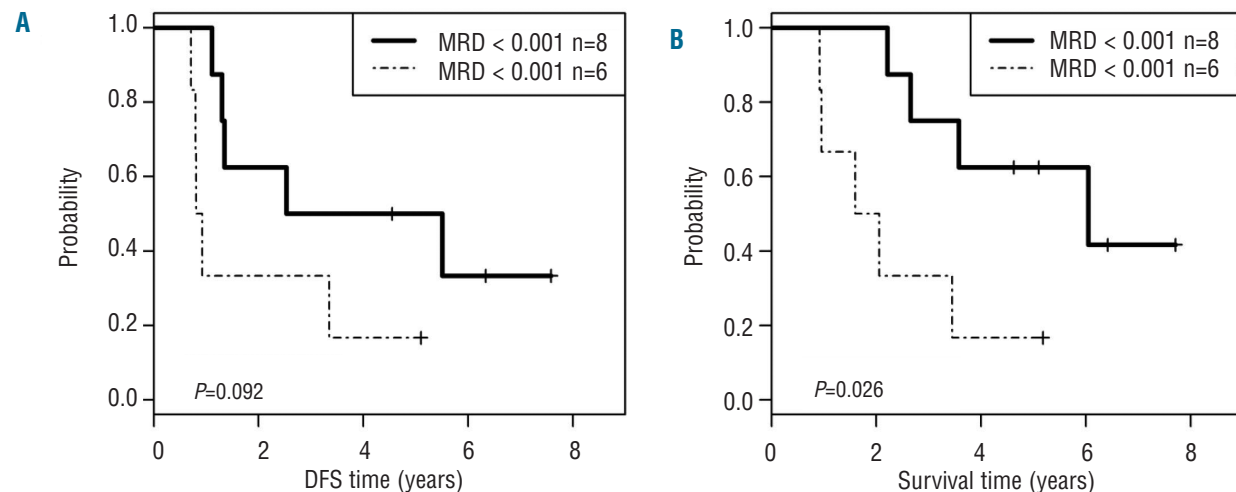 A
Probability
1.0
0.8
0.6
0.4
0.2
0.0
MRD < 0.001 n=8
MRD < 0.001 n=6
P=0.092
0 2 4 6 8
DFS time (years)
B
Probability
1.0
0.8
0.6
0.4
0.2
0.0
MRD < 0.001 n=8
MRD < 0.001 n=6
P=0.026
0 2 4 6 8
Survival time (years)